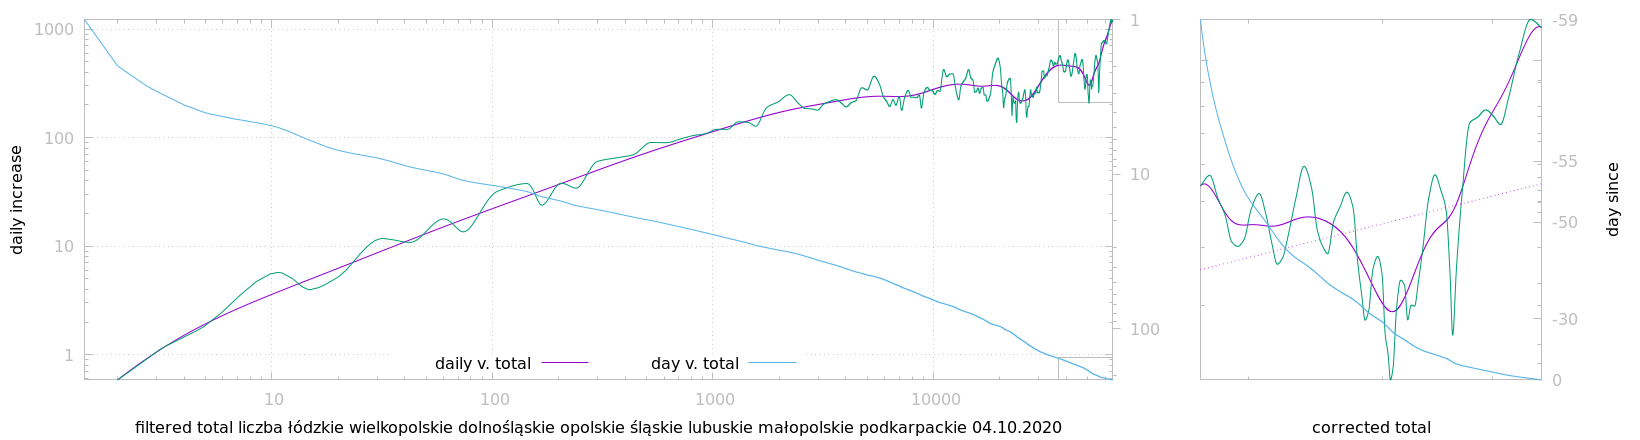 1000
100
10
1
daily increase
10
100
1000
10000
1
10
100
daily v. total
day v. total
filtered total liczba łódzkie wielkopolskie dolnośląskie opolskie śląskie lubuskie małopolskie podkarpackie 04.10.2020
-59
-55
-50
-30
0
day since
corrected total